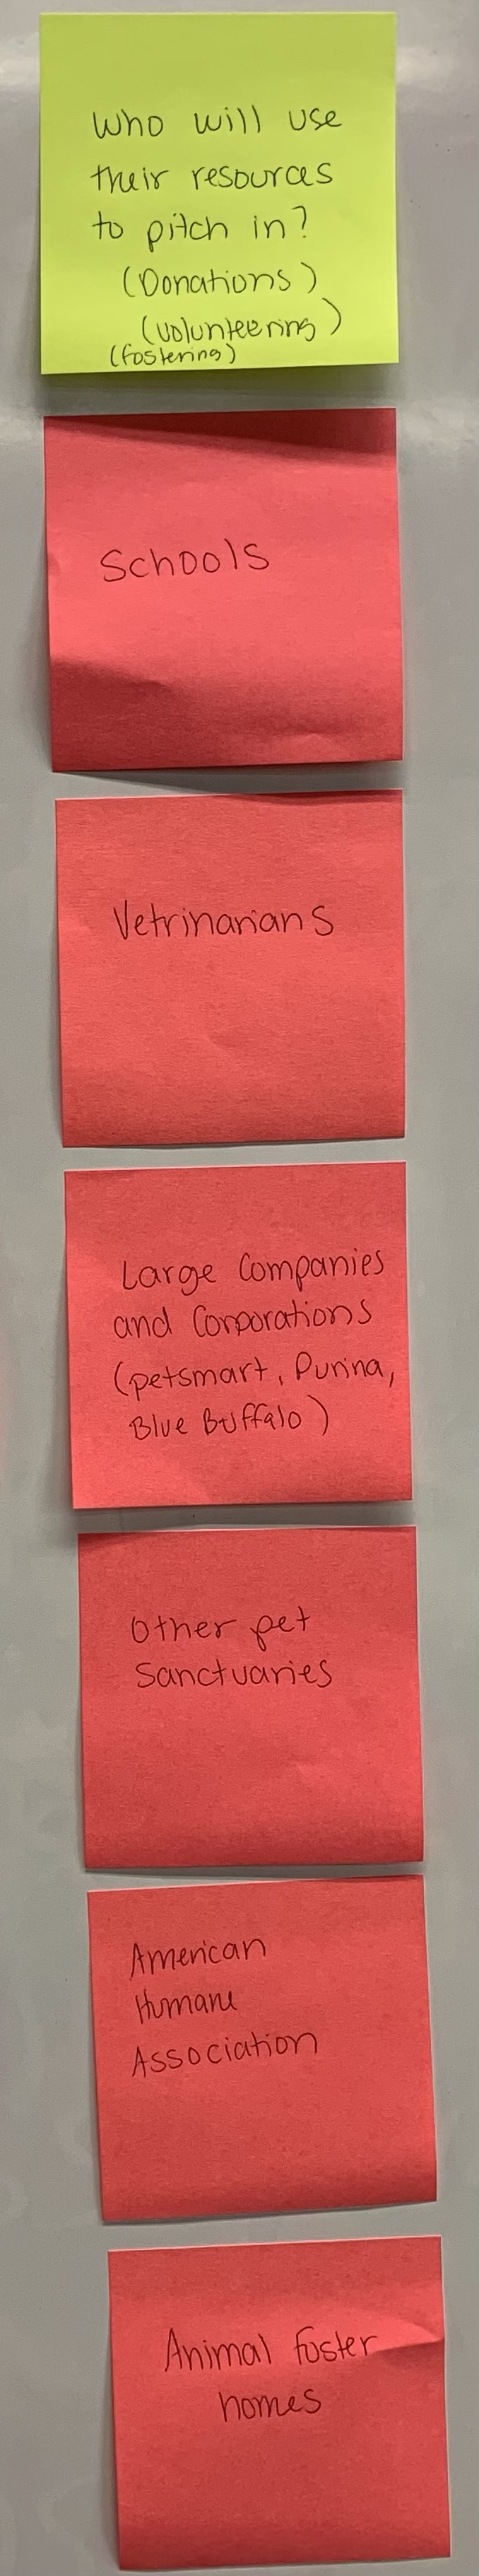 Who will use
their resources
to pitch in?
(Donations)
(Volunteering)
(fostering)
Schools
Vetrinarians
Large Companies
and Corporations
(petsmart, Purina,
Blue Buffalo)
Other pet
Sanctuaries
American
Humane
Association
Animal foster
homes